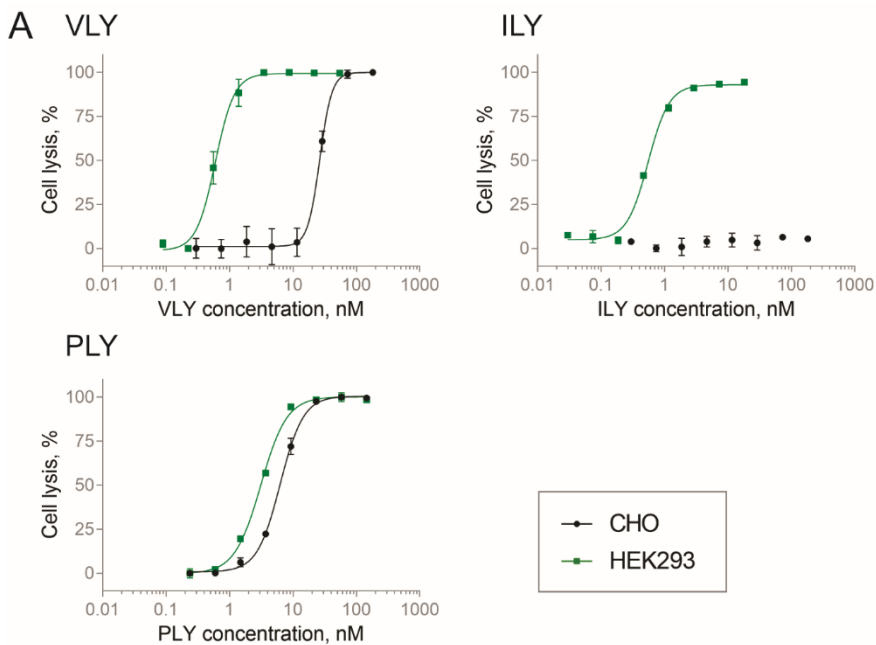 A
VLY
ILY
100
75
50
25
0
Cell lysis, %
0.01 0.1 1 10 100 1000
VLY concentration, nM
100
75
50
25
0
Cell lysis, %
0.01 0.1 1 10 100 1000
ILY concentration, nM
PLY
100
75
50
25
0
Cell lysis, %
0.01 0.1 1 10 100 1000
PLY concentration, nM
CHO
HEK293